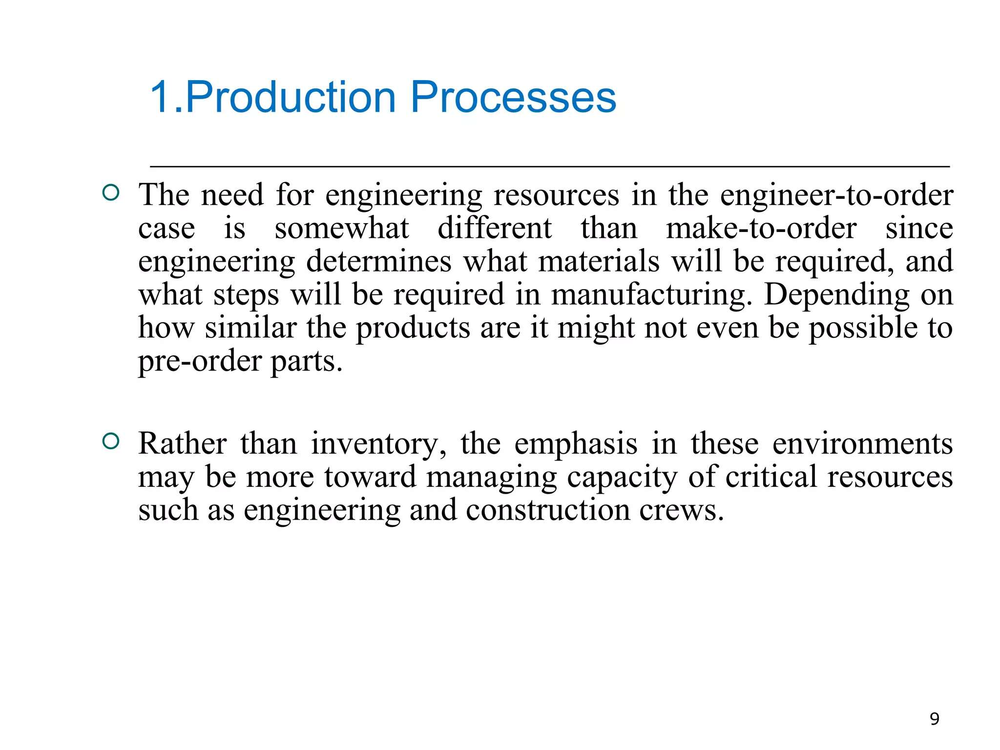 1.Production Processes
The need for engineering resources in the engineer-to-order
case is somewhat different than make-to-order since
engineering determines what materials will be required, and
what steps will be required in manufacturing. Depending on
how similar the products are it might not even be possible to
pre-order parts.
Rather than inventory, the emphasis in these environments
may be more toward managing capacity of critical resources
such as engineering and construction crews.
9